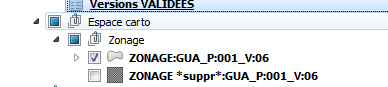 Versions VALIDEES
Espace carto
Zonage
ZONAGE:GUA_P:001_V:06
ZONAGE *suppr*:GUA_P:001_V:06